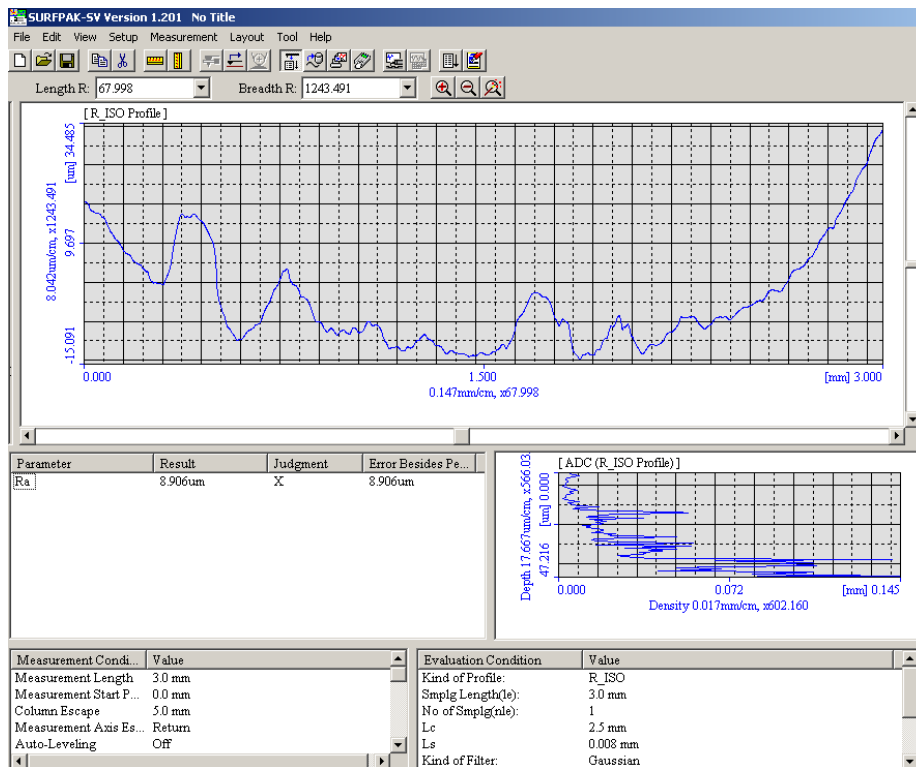 SURFPAK-SV Version 1.201 No Title
File Edit View Setup Measurement Layout Tool Help
Length R: 67.998 Breadth R: 1243.491
[ R_ISO Profile ]
8.042um/cm, x1243.491
[um] 34.485
9.697
-15.091
0.000 1.500 [mm] 3.000
0.147mm/cm, x67.998
Parameter Result Judgment Error Besides Pe...
Ra 8.906um X 8.906um
[ ADC (R_ISO Profile) ]
Depth 17.667um/cm, x566.03
[um] 0.000
47.216
0.000 0.072 [mm] 0.145
Density 0.017mm/cm, x602.160
Measurement Condi... Value
Measurement Length 3.0 mm
Measurement Start P... 0.0 mm
Column Escape 5.0 mm
Measurement Axis Es... Return
Auto-Leveling Off
Evaluation Condition Value
Kind of Profile: R_ISO
Smplg Length(le): 3.0 mm
No of Smplg(nle): 1
Lc 2.5 mm
Ls 0.008 mm
Kind of Filter: Gaussian